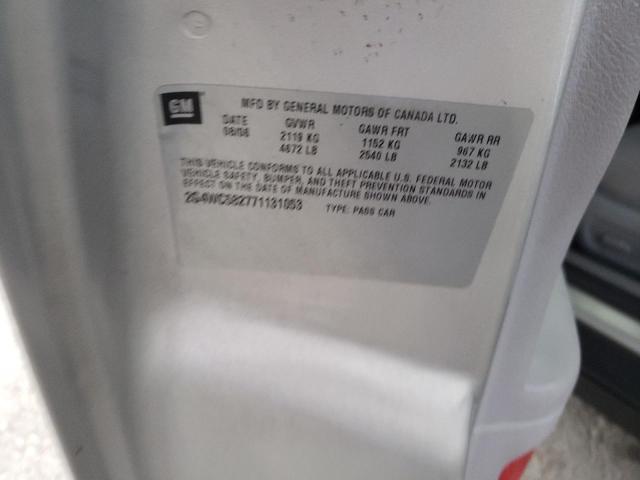 GM
MFD BY GENERAL MOTORS OF CANADA LTD.
DATE GVWR GAWR FRT GAWR RR
08/06 2119 KG 1152 KG 967 KG
4672 LB 2540 LB 2132 LB
THIS VEHICLE CONFORMS TO ALL APPLICABLE U.S. FEDERAL MOTOR
VEHICLE SAFETY, BUMPER, AND THEFT PREVENTION STANDARDS IN
EFFECT ON THE DATE OF MANUFACTURE SHOWN ABOVE.
2G4WC582771131053 TYPE: PASS CAR